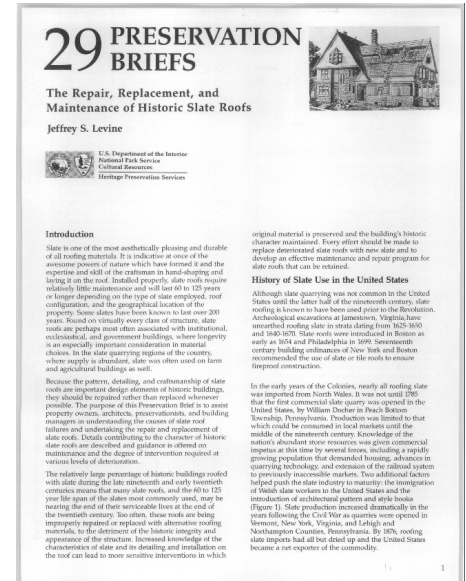 29 PRESERVATION
BRIEFS
The Repair, Replacement, and
Maintenance of Historic Slate Roofs
Jeffrey S. Levine
U.S. Department of the Interior
National Park Service
Cultural Resources
Heritage Preservation Services
Introduction
Slate is one of the most aesthetically pleasing and durable
of all roofing materials. It is indicative at once of the
awesome powers of nature which have formed it and the
expertise and skill of the craftsman in hand-shaping and
laying it on the roof. Installed properly, slate roofs require
relatively little maintenance and will last 60 to 125 years
or longer depending on the type of slate employed, roof
configuration, and the geographical location of the
property. Some slates have been known to last over 200
years. Found on virtually every class of structure, slate
roofs are perhaps most often associated with institutional,
ecclesiastical, and government buildings, where longevity
is an especially important consideration in material
choices. In the slate quarrying regions of the country,
where supply is abundant, slate was often used on farm
and agricultural buildings as well.
Because the pattern, detailing, and craftsmanship of slate
roofs are important design elements of historic buildings,
they should be repaired rather than replaced whenever
possible. The purpose of this Preservation Brief is to assist
property owners, architects, preservationists, and building
managers in understanding the causes of slate roof
failures and undertaking the repair and replacement of
slate roofs. Details contributing to the character of historic
slate roofs are described and guidance is offered on
maintenance and the degree of intervention required at
various levels of deterioration.
The relatively large percentage of historic buildings roofed
with slate during the late nineteenth and early twentieth
centuries means that many slate roofs, and the 60 to 125
year life span of the slates most commonly used, may be
nearing the end of their serviceable lives at the end of
the twentieth century. Too often, these roofs are being
improperly repaired or replaced with alternative roofing
materials, to the detriment of the historic integrity and
appearance of the structure. Increased knowledge of the
characteristics of slate and its detailing and installation on
the roof can lead to more sensitive interventions in which
original material is preserved and the building's historic
character maintained. Every effort should be made to
replace deteriorated slate roofs with new slate and to
develop an effective maintenance and repair program for
slate roofs that can be retained.
History of Slate Use in the United States
Although slate quarrying was not common in the United
States until the latter half of the nineteenth century, slate
roofing is known to have been used prior to the Revolution.
Archeological excavations at Jamestown, Virginia, have
unearthed roofing slate in strata dating from 1625-1650
and 1640-1670. Slate roofs were introduced in Boston as
early as 1654 and Philadelphia in 1699. Seventeenth
century building ordinances of New York and Boston
recommended the use of slate or tile roofs to ensure
fireproof construction.
In the early years of the Colonies, nearly all roofing slate
was imported from North Wales. It was not until 1785
that the first commercial slate quarry was opened in the
United States, by William Docher in Peach Bottom
Township, Pennsylvania. Production was limited to that
which could be consumed in local markets until the
middle of the nineteenth century. Knowledge of the
nation's abundant stone resources was given commercial
impetus at this time by several forces, including a rapidly
growing population that demanded housing, advances in
quarrying technology, and extension of the railroad system
to previously inaccessible markets. Two additional factors
helped push the slate industry to maturity: the immigration
of Welsh slate workers to the United States and the
introduction of architectural pattern and style books
(Figure 1). Slate production increased dramatically in the
years following the Civil War as quarries were opened in
Vermont, New York, Virginia, and Lehigh and
Northampton Counties, Pennsylvania. By 1876, roofing
slate imports had all but dried up and the United States
became a net exporter of the commodity.
1